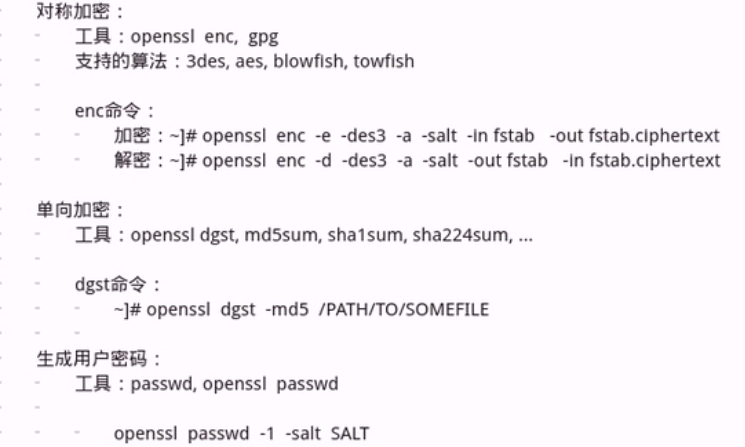 对称加密：
工具：openssl enc, gpg
支持的算法：3des, aes, blowfish, towfish
enc命令：
加密：~]# openssl enc -e -des3 -a -salt -in fstab -out fstab.ciphertext
解密：~]# openssl enc -d -des3 -a -salt -out fstab -in fstab.ciphertext
单向加密：
工具：openssl dgst, md5sum, sha1sum, sha224sum, ...
dgst命令：
~]# openssl dgst -md5 /PATH/TO/SOMEFILE
生成用户密码：
工具：passwd, openssl passwd
openssl passwd -1 -salt SALT